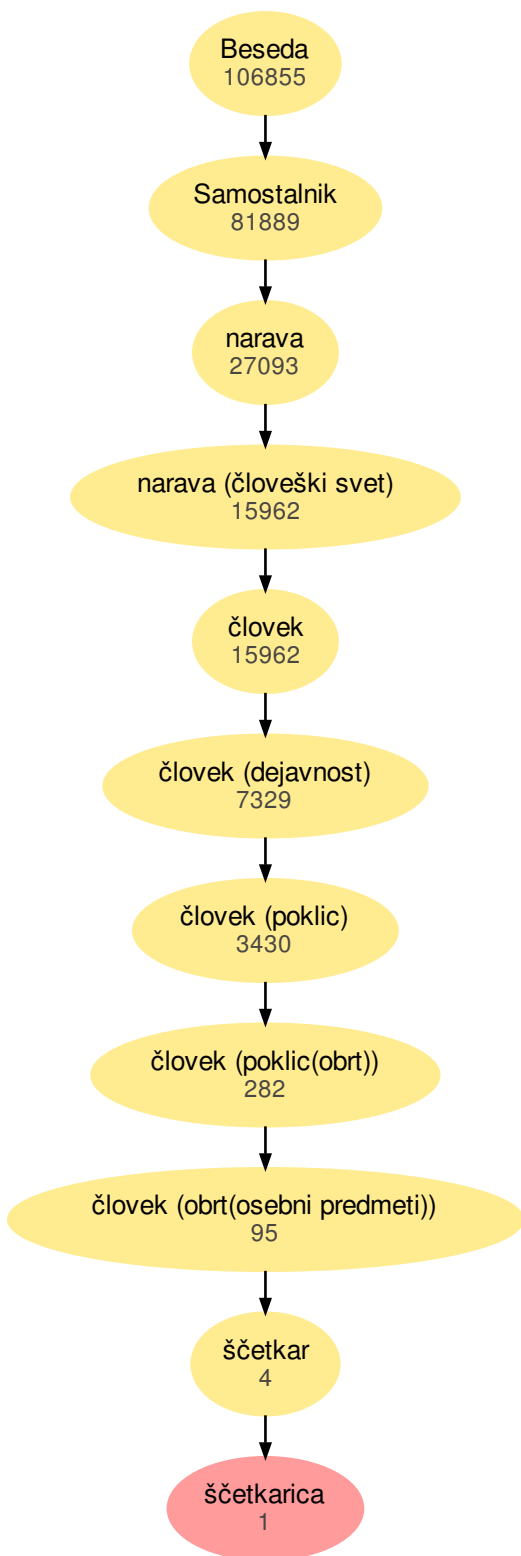 Beseda
106855
Samostalnik
81889
narava
27093
narava (človeški svet)
15962
človek
15962
človek (dejavnost)
7329
človek (poklic)
3430
človek (poklic(obrt))
282
človek (obrt(osebni predmeti))
95
ščetkar
4
ščetkarica
1